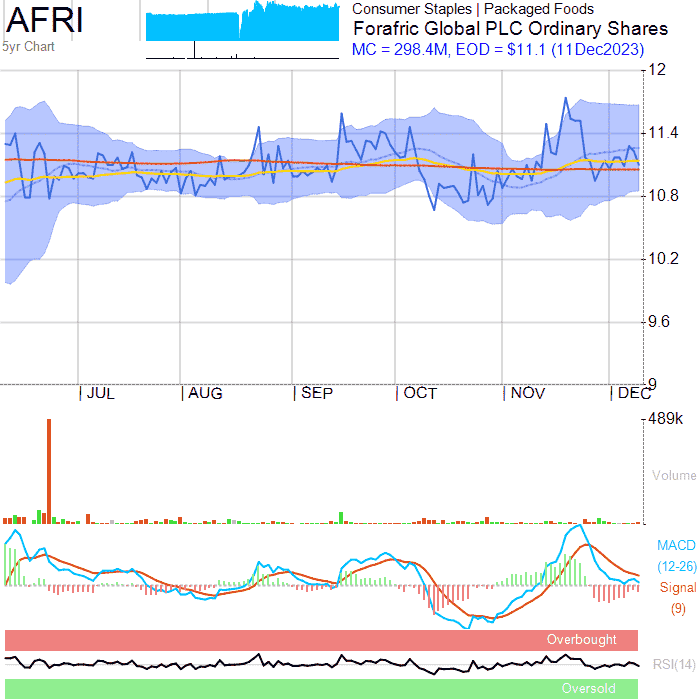 AFRI
5yr Chart
Consumer Staples | Packaged Foods
Forafric Global PLC Ordinary Shares
MC = 298.4M, EOD = $11.1 (11Dec2023)
12
11.4
10.8
10.2
9.6
9
| JUL | AUG | SEP | OCT | NOV | DEC
489k
Volume
MACD
(12-26)
Signal
(9)
Overbought
RSI(14)
Oversold